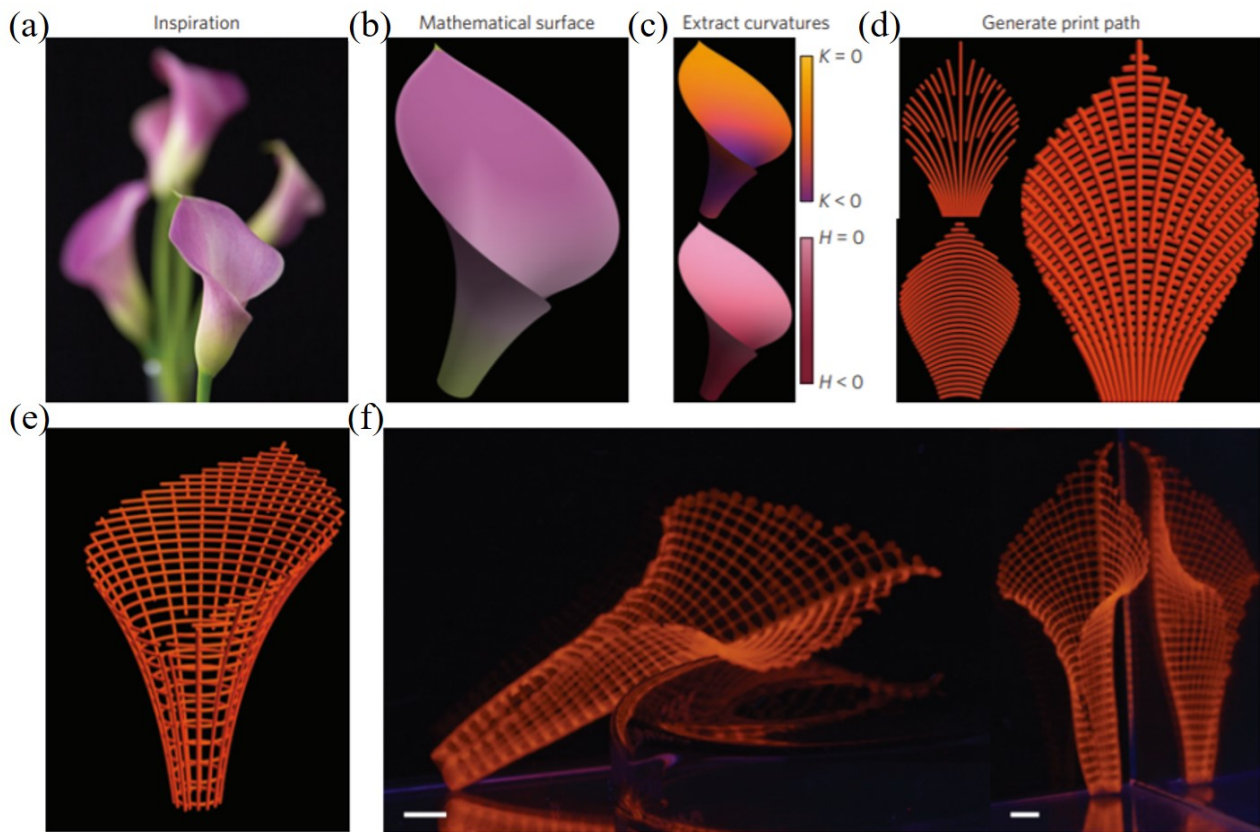 (a) Inspiration
(b) Mathematical surface
(c) Extract curvatures
(d) Generate print path
K = 0
K < 0
H = 0
H < 0
(e)
(f)